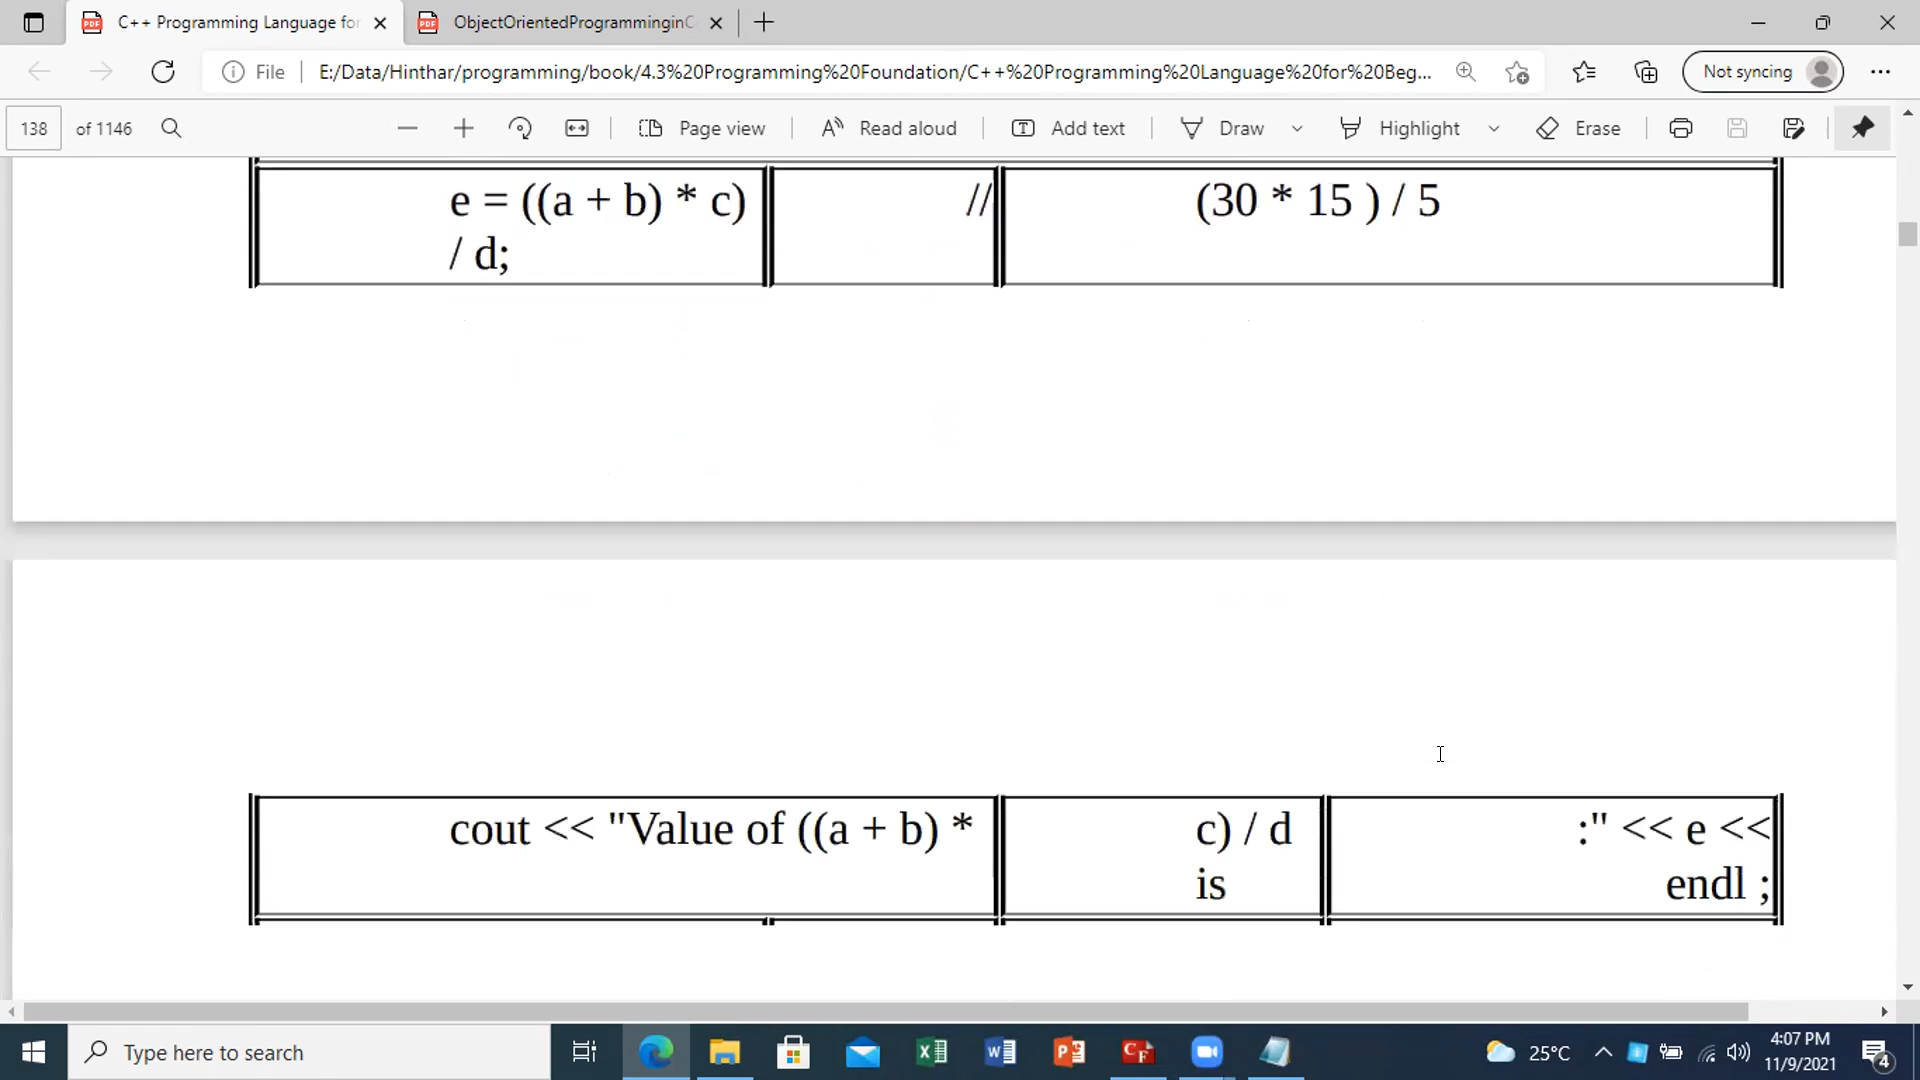 C++ Programming Language for
ObjectOrientedProgramminginC
File
E:/Data/Hinthar/programming/book/4.3%20Programming%20Foundation/C++%20Programming%20Language%20for%20Beg...
Not syncing
138 of 1146
Page view
Read aloud
Add text
Draw
Highlight
Erase
e = ((a + b) * c)
/ d;
//
(30 * 15 ) / 5
cout << "Value of ((a + b) *
c) / d
is
:" << e <<
endl ;
Type here to search
25°C
4:07 PM
11/9/2021
4